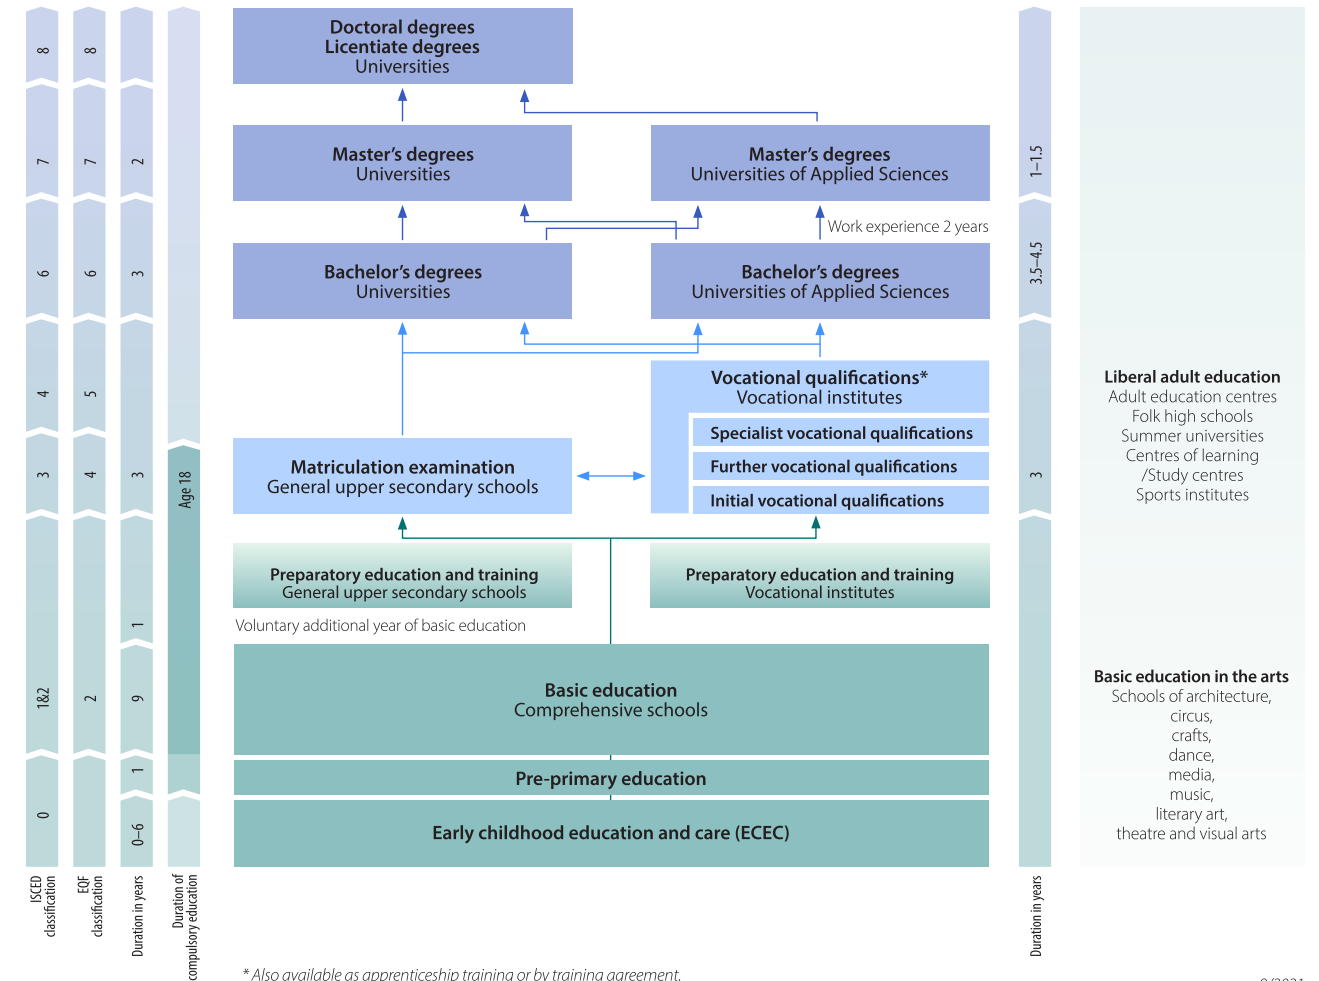 8
8
Doctoral degrees
Licentiate degrees
Universities
7
7
2
Master's degrees
Universities
Master's degrees
Universities of Applied Sciences
1–1.5
Work experience 2 years
6
6
3
Bachelor's degrees
Universities
Bachelor's degrees
Universities of Applied Sciences
3.5–4.5
4
5
Vocational qualifications*
Vocational institutes
Specialist vocational qualifications
Further vocational qualifications
Initial vocational qualifications
3
4
3
Age 18
Matriculation examination
General upper secondary schools
3
Preparatory education and training
General upper secondary schools
Preparatory education and training
Vocational institutes
1
Voluntary additional year of basic education
1&2
2
9
Basic education
Comprehensive schools
1
Pre-primary education
0
0–6
Early childhood education and care (ECEC)
ISCED
classification
EQF
classification
Duration in years
Duration of
compulsory education
Duration in years
Liberal adult education
Adult education centres
Folk high schools
Summer universities
Centres of learning
/Study centres
Sports institutes
Basic education in the arts
Schools of architecture,
circus,
crafts,
dance,
media,
music,
literary art,
theatre and visual arts
* Also available as apprenticeship training or by training agreement.